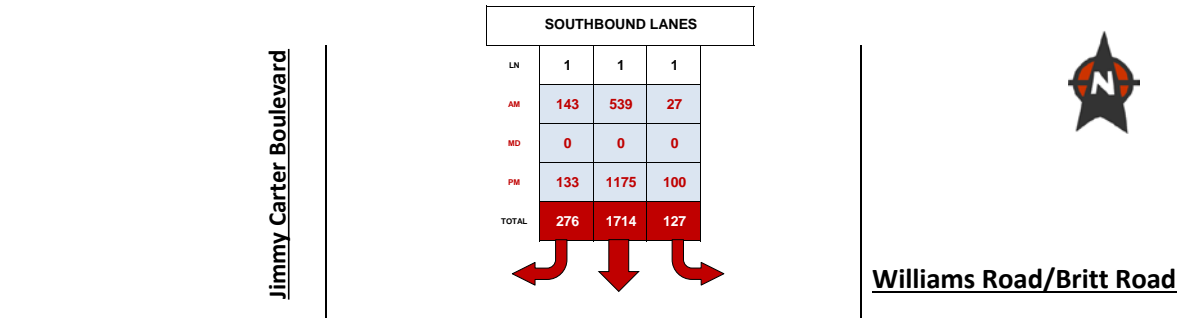 SOUTHBOUND LANES
Jimmy Carter Boulevard
LN 1 1 1
AM 143 539 27
MD 0 0 0
PM 133 1175 100
TOTAL 276 1714 127
N
Williams Road/Britt Road